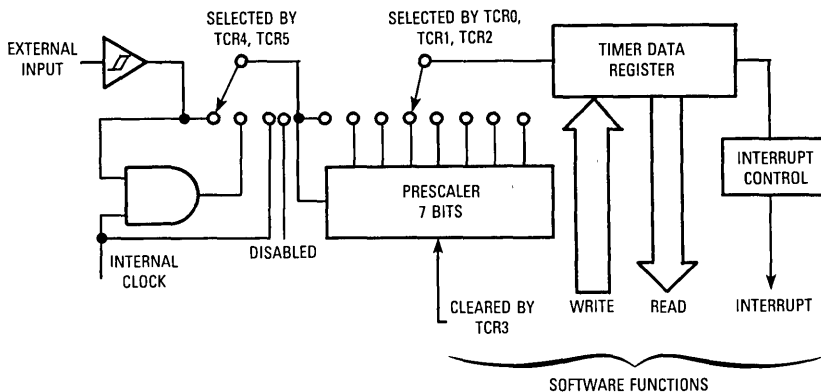 SELECTED BY
TCR4, TCR5
SELECTED BY TCR0,
TCR1, TCR2
EXTERNAL
INPUT
TIMER DATA
REGISTER
INTERRUPT
CONTROL
PRESCALER
7 BITS
INTERNAL
CLOCK
DISABLED
CLEARED BY
TCR3
WRITE
READ
INTERRUPT
SOFTWARE FUNCTIONS